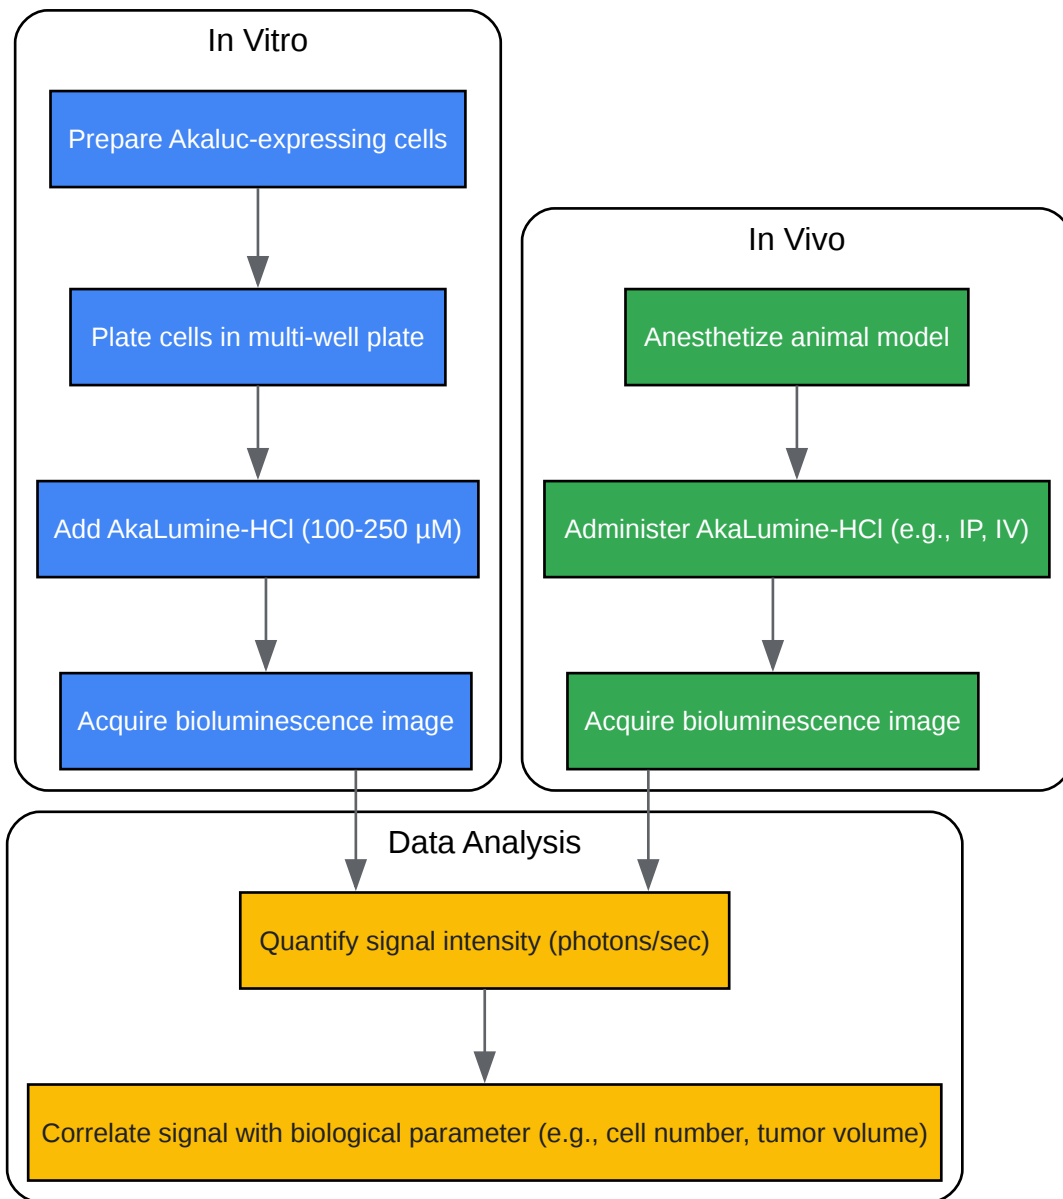 In Vitro
Prepare Akaluc-expressing cells
Plate cells in multi-well plate
Add AkaLumine-HCl (100-250 µM)
Acquire bioluminescence image
In Vivo
Anesthetize animal model
Administer AkaLumine-HCl (e.g., IP, IV)
Acquire bioluminescence image
Data Analysis
Quantify signal intensity (photons/sec)
Correlate signal with biological parameter (e.g., cell number, tumor volume)